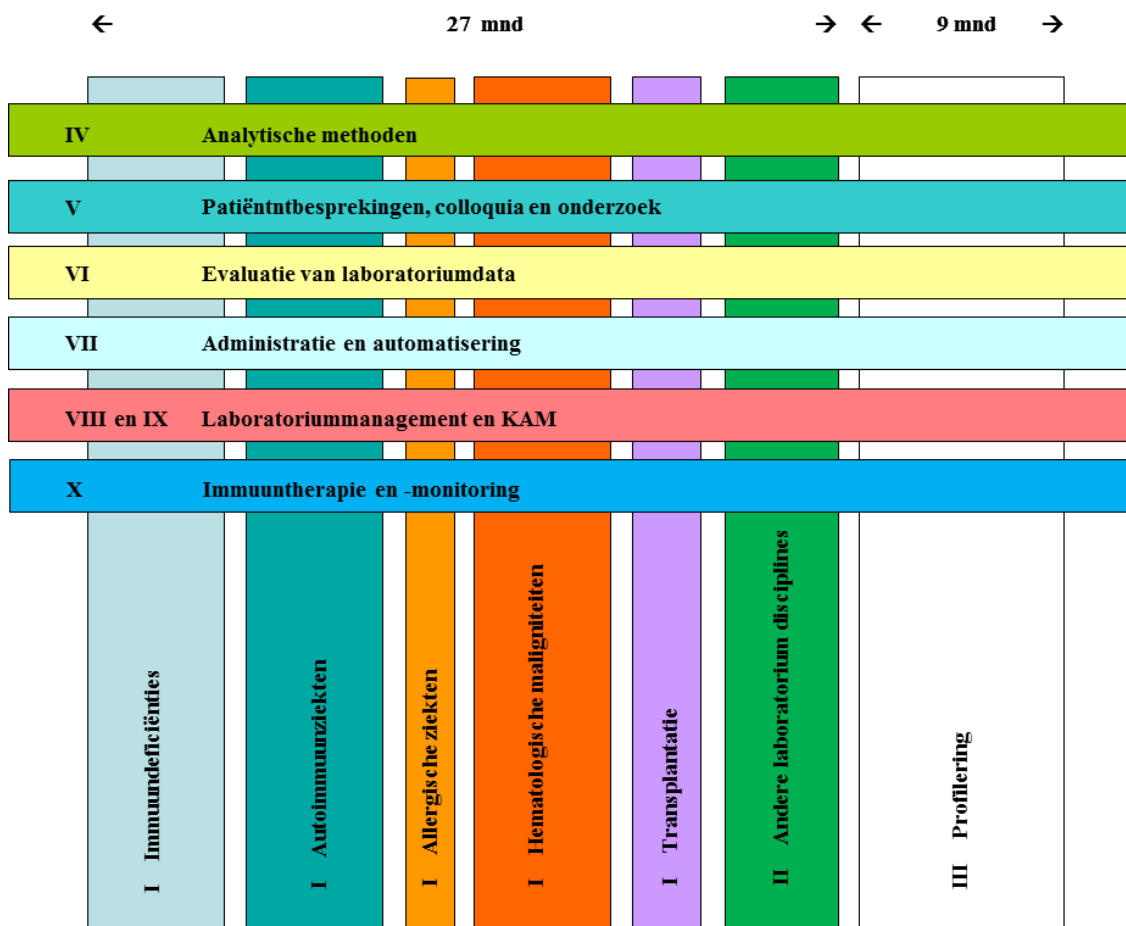 ← 27 mnd → ← 9 mnd →
IV Analytische methoden
V Patiëntntbesprekingen, colloquia en onderzoek
VI Evaluatie van laboratoriumdata
VII Administratie en automatisering
VIII en IX Laboratoriummanagement en KAM
X Immuuntherapie en -monitoring
I Immuundeficiënties
I Autoimmuunziekten
I Allergische ziekten
I Hematologische maligniteiten
I Transplantatie
II Andere laboratorium disciplines
III Profilering